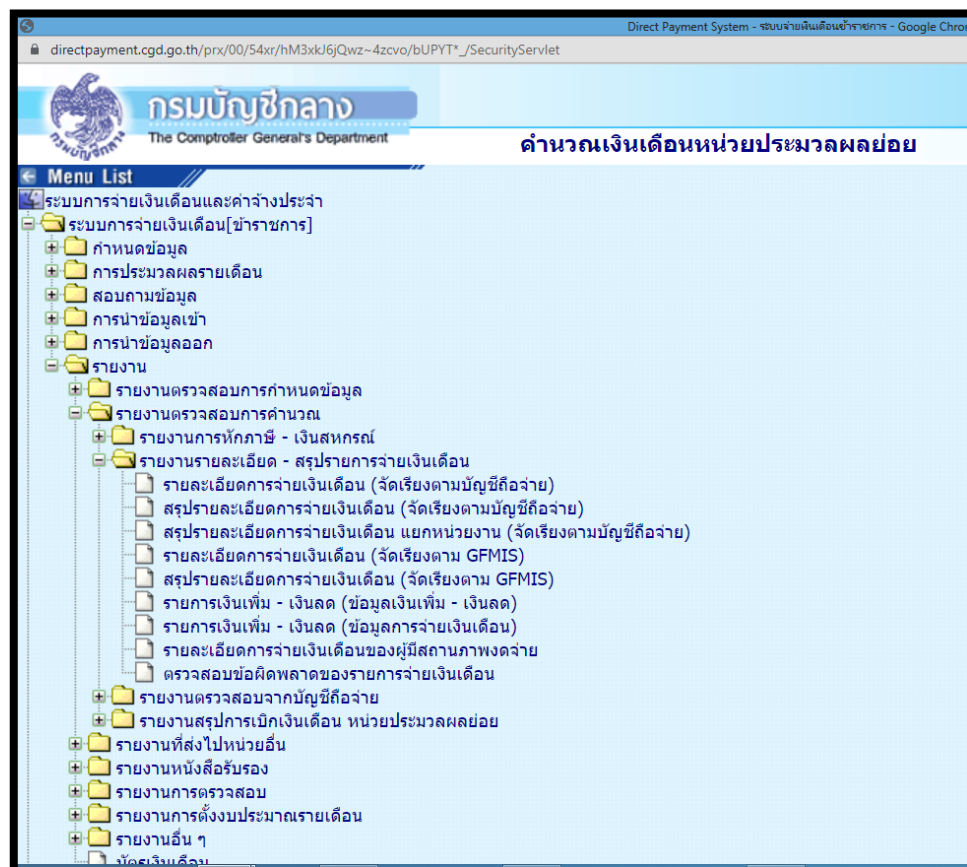 Direct Payment System - ระบบจ่ายเงินเดือนข้าราชการ - Google Chron
directpayment.cgd.go.th/prx/00/54xr/hM3xkJ6jQwz~4zcvo/bUPYT*_/SecurityServlet
กรมบัญชีกลาง
The Comptroller General's Department
กรมบัญชีกลาง
คำนวณเงินเดือนหน่วยประมวลผลย่อย
Menu List
ระบบการจ่ายเงินเดือนและค่าจ้างประจำ
ระบบการจ่ายเงินเดือน[ข้าราชการ]
กำหนดข้อมูล
การประมวลผลรายเดือน
สอบถามข้อมูล
การนำข้อมูลเข้า
การนำข้อมูลออก
รายงาน
รายงานตรวจสอบการกำหนดข้อมูล
รายงานตรวจสอบการคำนวณ
รายงานการหักภาษี - เงินสหกรณ์
รายงานรายละเอียด - สรุปรายการจ่ายเงินเดือน
รายละเอียดการจ่ายเงินเดือน (จัดเรียงตามบัญชีถือจ่าย)
สรุปรายละเอียดการจ่ายเงินเดือน (จัดเรียงตามบัญชีถือจ่าย)
สรุปรายละเอียดการจ่ายเงินเดือน แยกหน่วยงาน (จัดเรียงตามบัญชีถือจ่าย)
รายละเอียดการจ่ายเงินเดือน (จัดเรียงตาม GFMIS)
สรุปรายละเอียดการจ่ายเงินเดือน (จัดเรียงตาม GFMIS)
รายการเงินเพิ่ม - เงินลด (ข้อมูลเงินเพิ่ม - เงินลด)
รายการเงินเพิ่ม - เงินลด (ข้อมูลการจ่ายเงินเดือน)
รายละเอียดการจ่ายเงินเดือนของผู้มีสถานภาพงดจ่าย
ตรวจสอบข้อผิดพลาดของรายการจ่ายเงินเดือน
รายงานตรวจสอบจากบัญชีถือจ่าย
รายงานสรุปการเบิกเงินเดือน หน่วยประมวลผลย่อย
รายงานที่ส่งไปหน่วยอื่น
รายงานหนังสือรับรอง
รายงานการตรวจสอบ
รายงานการตั้งงบประมาณรายเดือน
รายงานอื่น ๆ
บัตรเงินเดือน